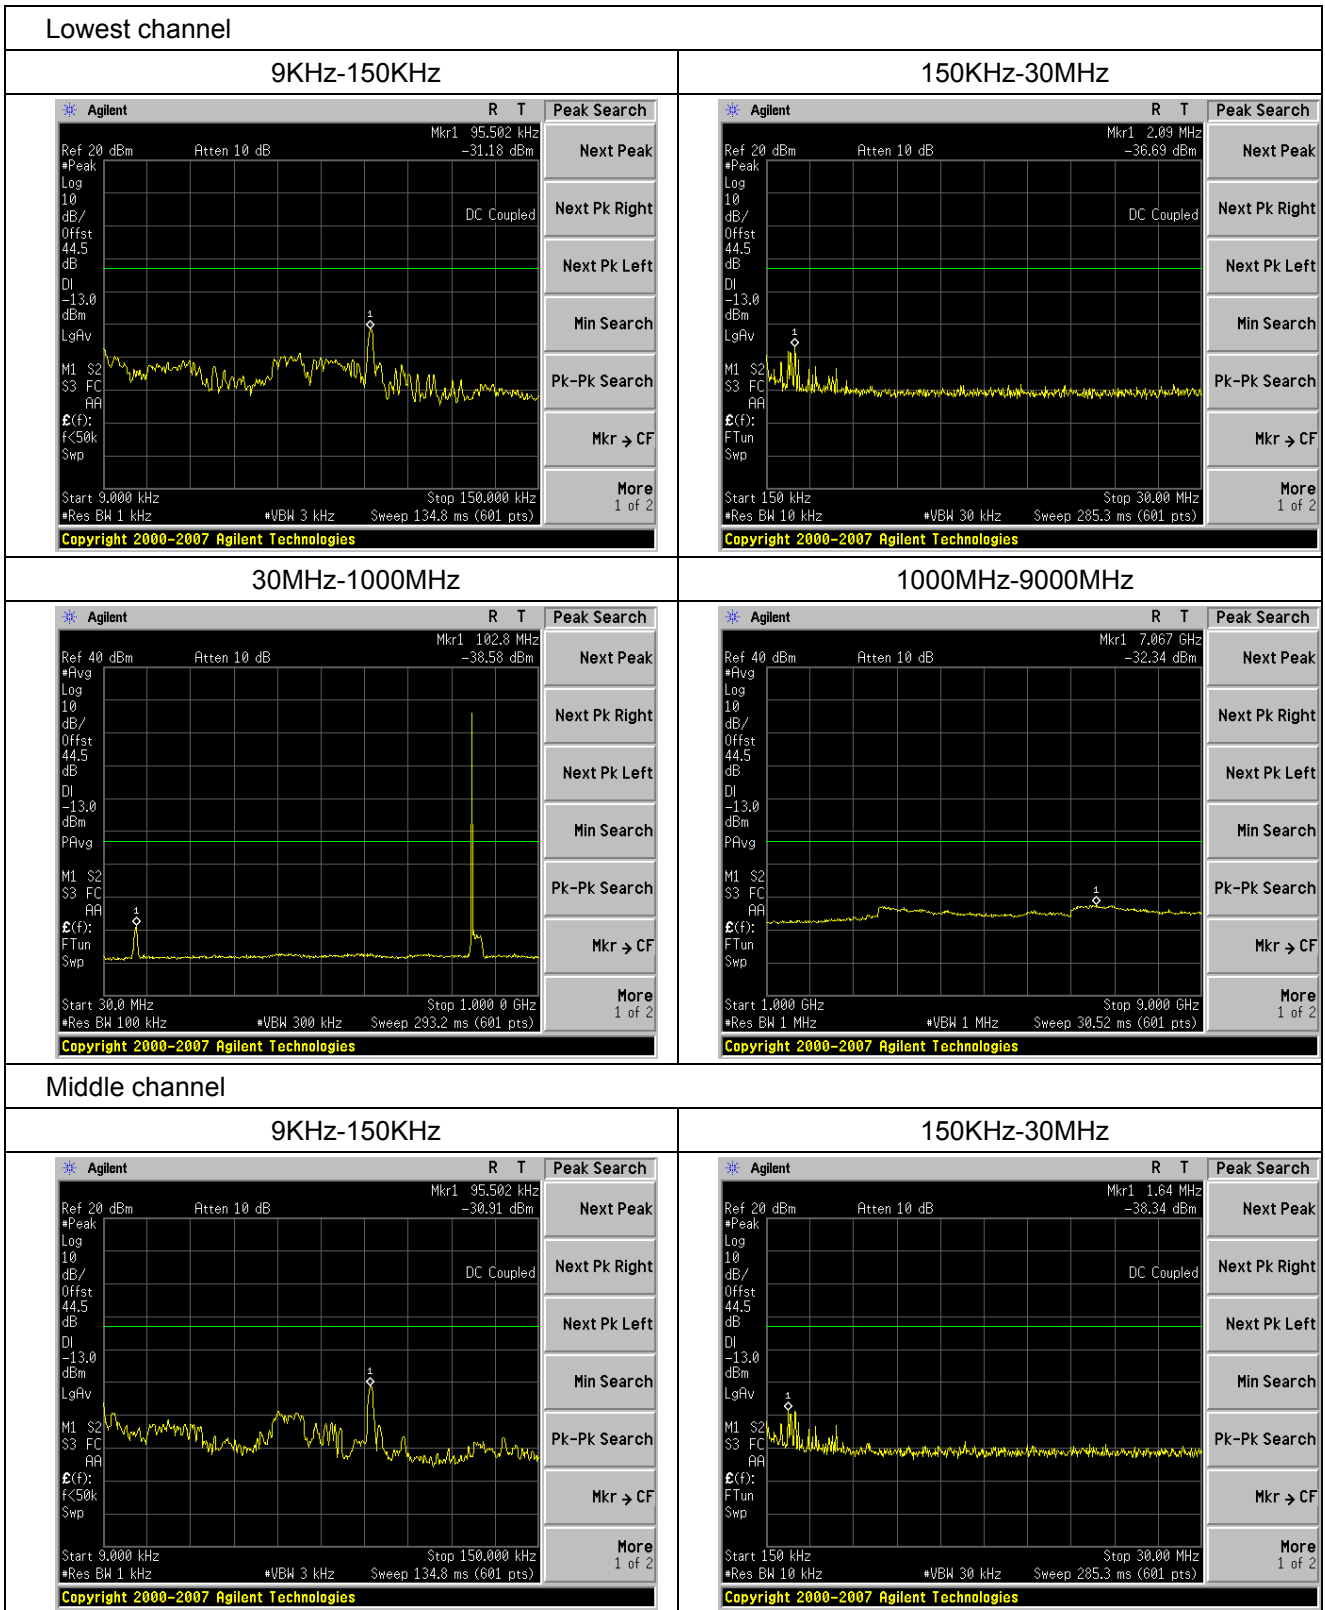 Lowest channel
9KHz-150KHz
150KHz-30MHz
Agilent R T Peak Search
Mkr1 95.502 kHz
Ref 20 dBm Atten 10 dB -31.18 dBm
#Peak
Log
10
dB/
Offst
44.5
dB
DI
-13.0
dBm
LgAv
M1 S2
S3 FC
AA
£(f):
f<50k
Swp
DC Coupled
1
Start 9.000 kHz Stop 150.000 kHz
#Res BW 1 kHz #VBW 3 kHz Sweep 134.8 ms (601 pts)
Copyright 2000-2007 Agilent Technologies
Next Peak
Next Pk Right
Next Pk Left
Min Search
Pk-Pk Search
Mkr → CF
More
1 of 2
Agilent R T Peak Search
Mkr1 2.09 MHz
Ref 20 dBm Atten 10 dB -36.69 dBm
#Peak
Log
10
dB/
Offst
44.5
dB
DI
-13.0
dBm
LgAv
M1 S2
S3 FC
AA
£(f):
FTun
Swp
DC Coupled
1
Start 150 kHz Stop 30.00 MHz
#Res BW 10 kHz #VBW 30 kHz Sweep 285.3 ms (601 pts)
Copyright 2000-2007 Agilent Technologies
Next Peak
Next Pk Right
Next Pk Left
Min Search
Pk-Pk Search
Mkr → CF
More
1 of 2
30MHz-1000MHz
1000MHz-9000MHz
Agilent R T Peak Search
Mkr1 102.8 MHz
Ref 40 dBm Atten 10 dB -38.58 dBm
#Avg
Log
10
dB/
Offst
44.5
dB
DI
-13.0
dBm
PAvg
M1 S2
S3 FC
AA
£(f):
FTun
Swp
1
Start 30.0 MHz Stop 1.000 0 GHz
#Res BW 100 kHz #VBW 300 kHz Sweep 293.2 ms (601 pts)
Copyright 2000-2007 Agilent Technologies
Next Peak
Next Pk Right
Next Pk Left
Min Search
Pk-Pk Search
Mkr → CF
More
1 of 2
Agilent R T Peak Search
Mkr1 7.067 GHz
Ref 40 dBm Atten 10 dB -32.34 dBm
#Avg
Log
10
dB/
Offst
44.5
dB
DI
-13.0
dBm
PAvg
M1 S2
S3 FC
AA
£(f):
FTun
Swp
1
Start 1.000 GHz Stop 9.000 GHz
#Res BW 1 MHz #VBW 1 MHz Sweep 30.52 ms (601 pts)
Copyright 2000-2007 Agilent Technologies
Next Peak
Next Pk Right
Next Pk Left
Min Search
Pk-Pk Search
Mkr → CF
More
1 of 2
Middle channel
9KHz-150KHz
150KHz-30MHz
Agilent R T Peak Search
Mkr1 95.502 kHz
Ref 20 dBm Atten 10 dB -30.91 dBm
#Peak
Log
10
dB/
Offst
44.5
dB
DI
-13.0
dBm
LgAv
M1 S2
S3 FC
AA
£(f):
f<50k
Swp
DC Coupled
1
Start 9.000 kHz Stop 150.000 kHz
#Res BW 1 kHz #VBW 3 kHz Sweep 134.8 ms (601 pts)
Copyright 2000-2007 Agilent Technologies
Next Peak
Next Pk Right
Next Pk Left
Min Search
Pk-Pk Search
Mkr → CF
More
1 of 2
Agilent R T Peak Search
Mkr1 1.64 MHz
Ref 20 dBm Atten 10 dB -38.34 dBm
#Peak
Log
10
dB/
Offst
44.5
dB
DI
-13.0
dBm
LgAv
M1 S2
S3 FC
AA
£(f):
FTun
Swp
DC Coupled
1
Start 150 kHz Stop 30.00 MHz
#Res BW 10 kHz #VBW 30 kHz Sweep 285.3 ms (601 pts)
Copyright 2000-2007 Agilent Technologies
Next Peak
Next Pk Right
Next Pk Left
Min Search
Pk-Pk Search
Mkr → CF
More
1 of 2